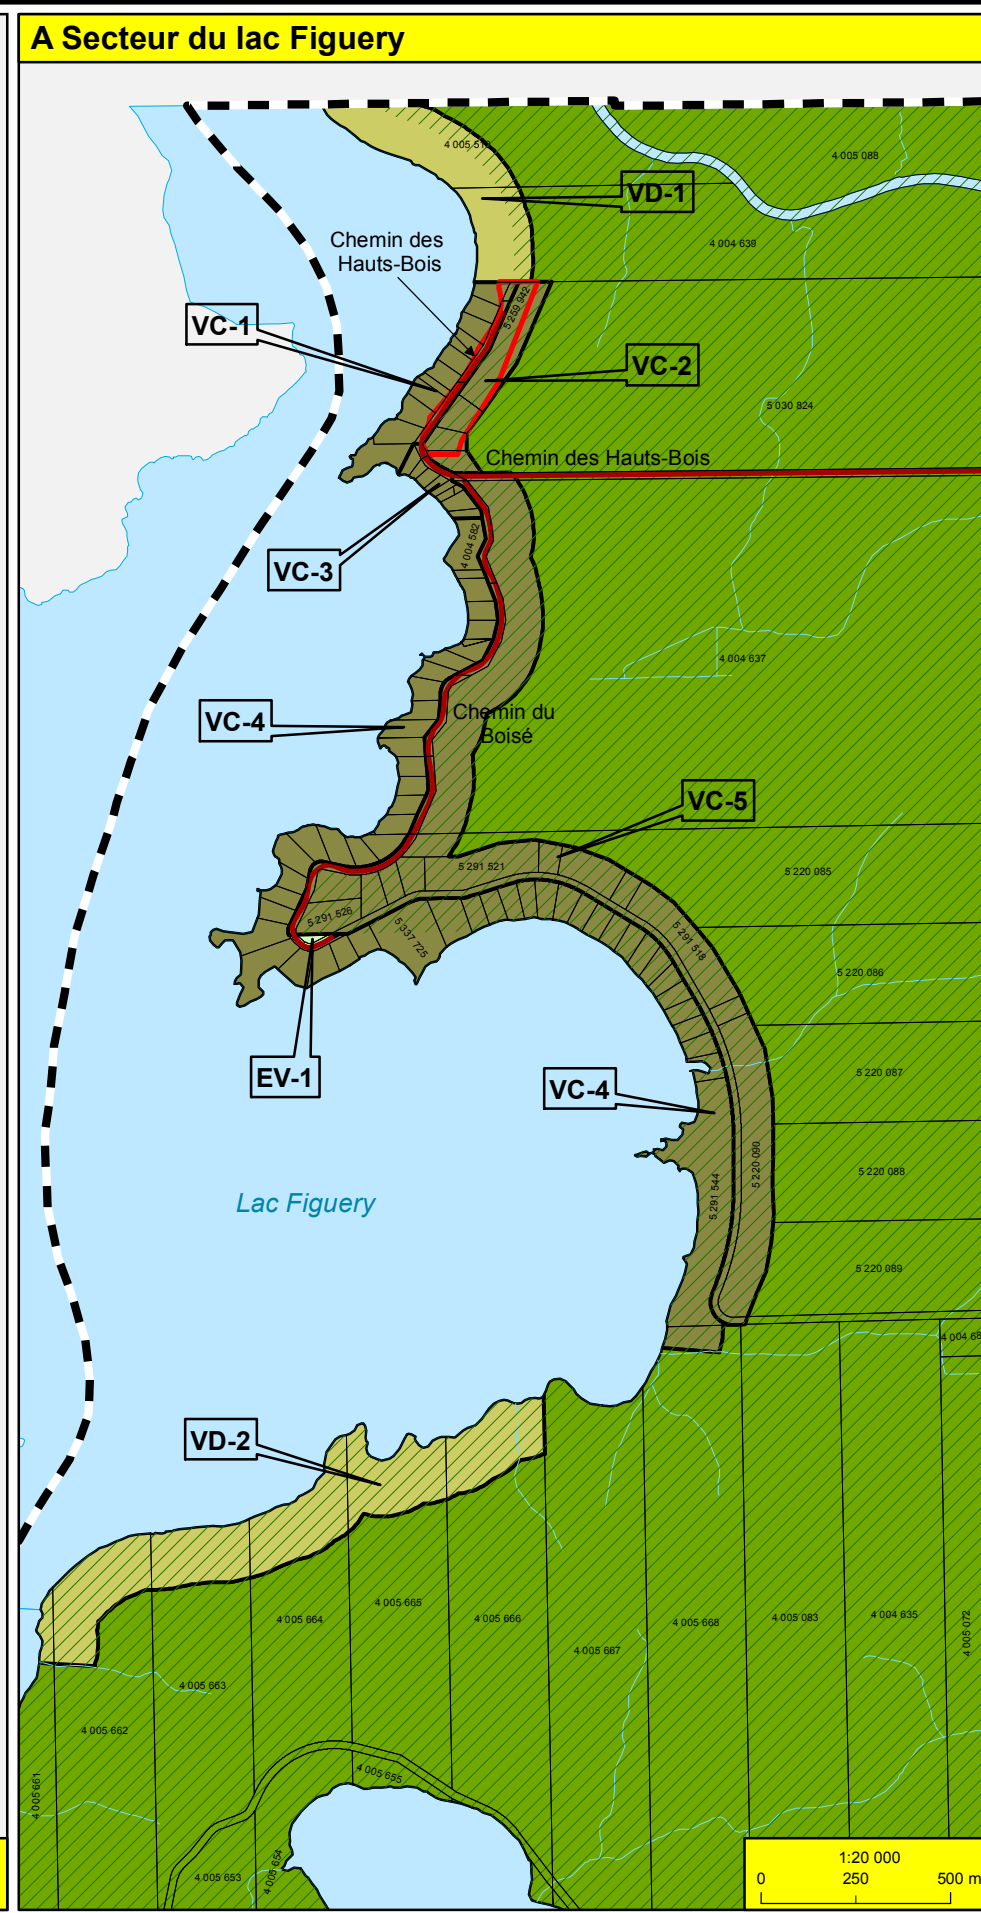 A Secteur du lac Figuery
4 005 088
VD-1
4 004 639
Chemin des
Hauts-Bois
5 259 942
VC-1
VC-2
5 030 824
Chemin des Hauts-Bois
VC-3
4 004 582
4 004 637
VC-4
Chemin du
Boisé
VC-5
5 291 521
5 220 085
5 291 526
5 337 725
5 291 518
5 220 086
EV-1
VC-4
5 220 087
5 220 090
5 220 088
5 291 544
Lac Figuery
5 220 089
VD-2
4 005 664
4 005 665
4 005 666
4 005 667
4 005 668
4 005 083
4 004 635
4 005 072
4 005 663
4 005 662
4 005 661
4 005 655
4 005 654
4 005 653
1:20 000
0 250 500 m